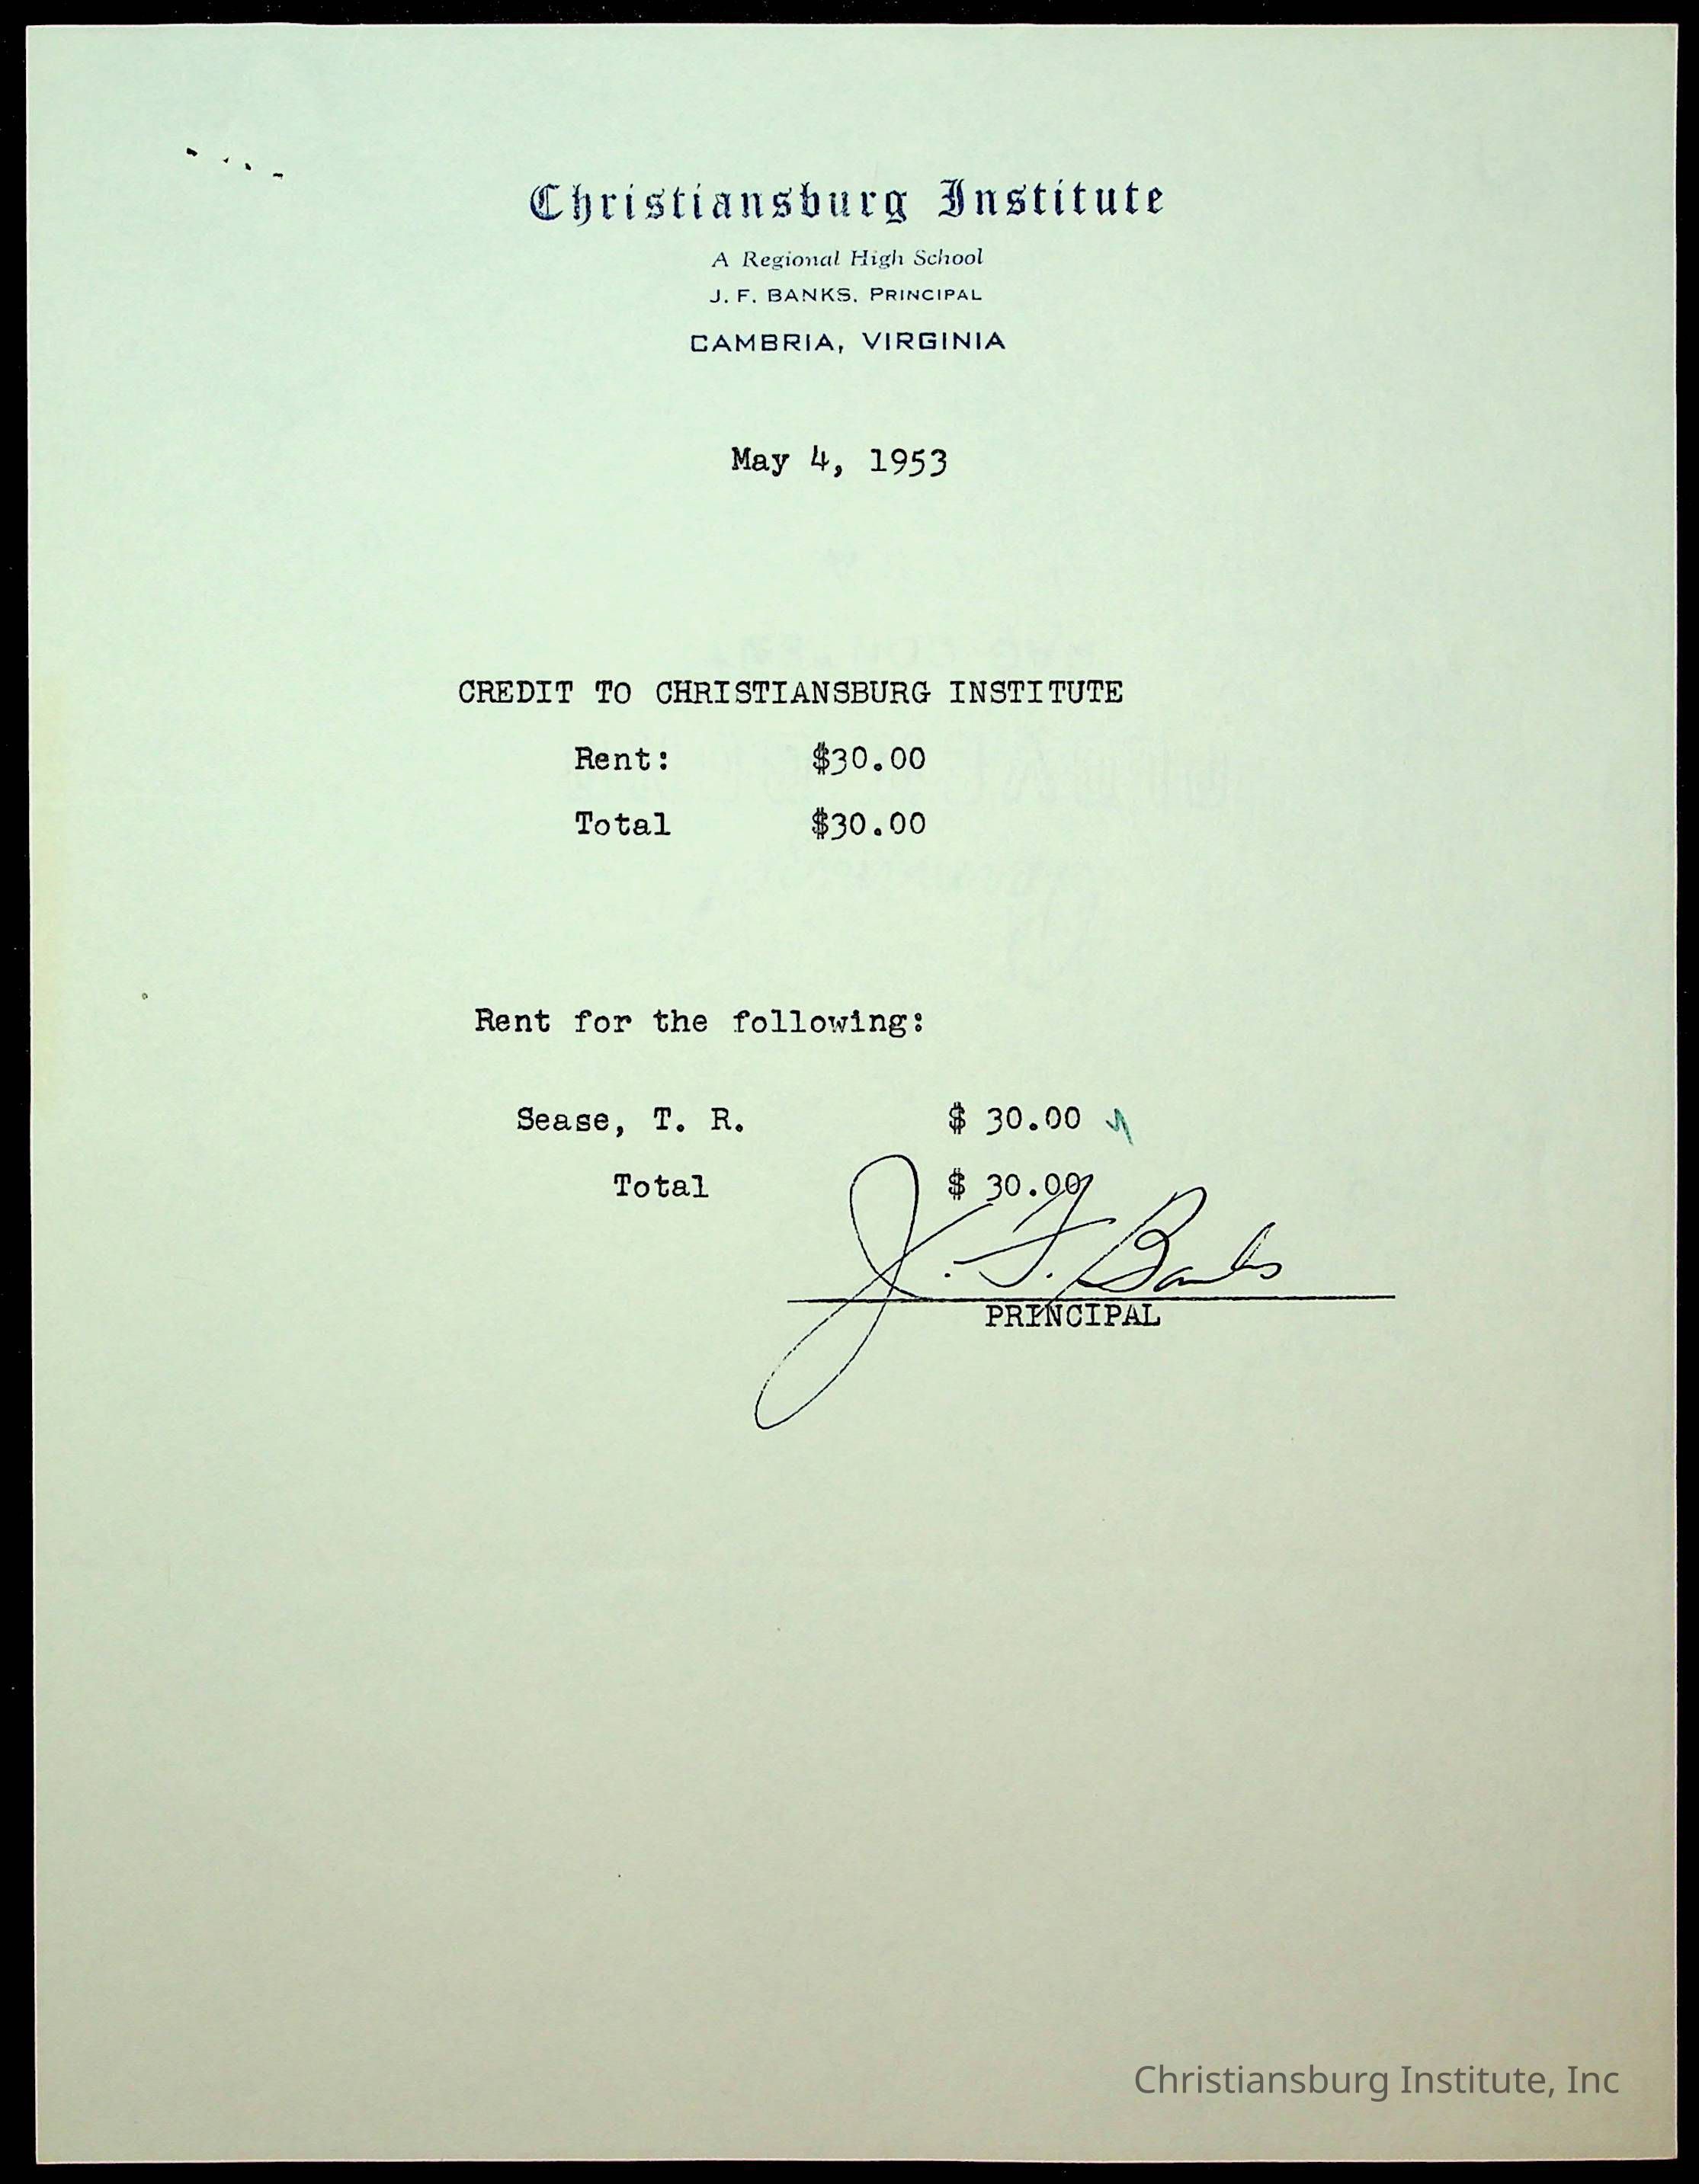 Christiansburg Institute
A Regional High School
J. F. BANKS, PRINCIPAL
CAMBRIA, VIRGINIA
May 4, 1953
CREDIT TO CHRISTIANSBURG INSTITUTE
Rent: $30.00
Total $30.00
Rent for the following:
Sease, T. R. $ 30.00
Total $ 30.00
J. F. Banks
PRINCIPAL
Christiansburg Institute, Inc